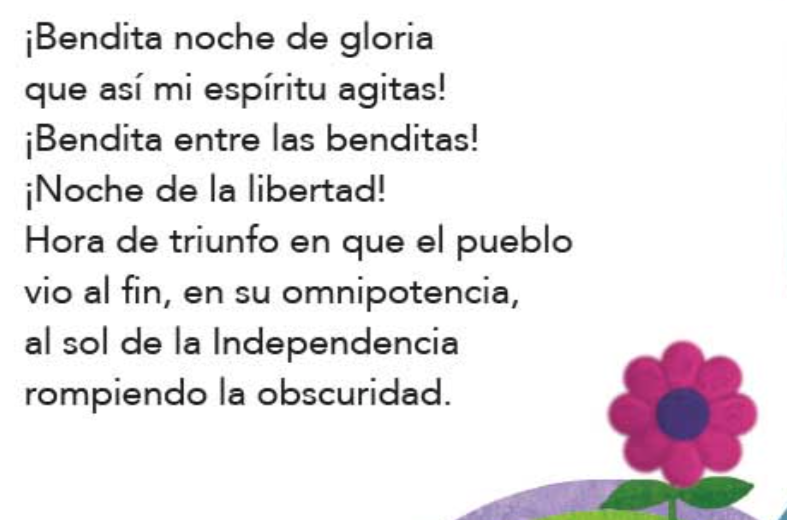 ¡Bendita noche de gloria
que así mi espíritu agitas!
¡Bendita entre las benditas!
¡Noche de la libertad!
Hora de triunfo en que el pueblo
vio al fin, en su omnipotencia,
al sol de la Independencia
rompiendo la obscuridad.